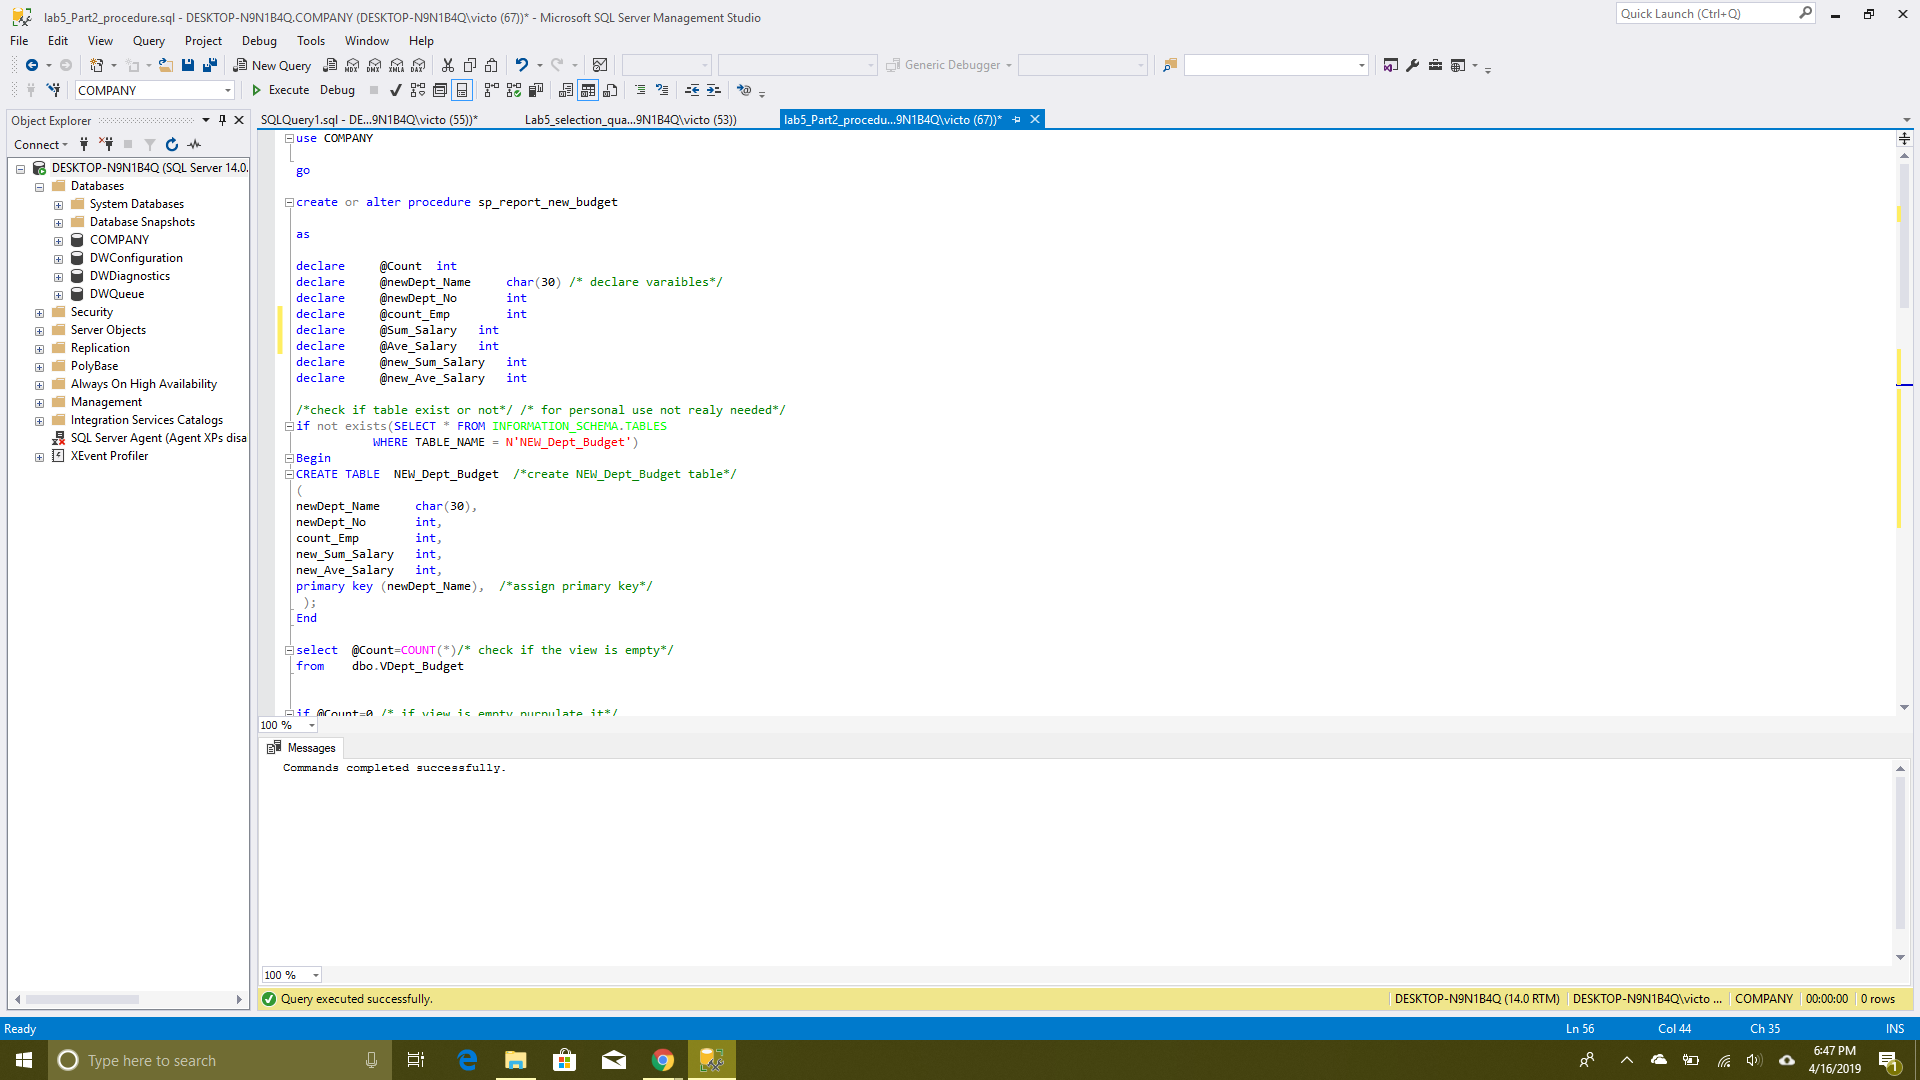 lab5_Part2_procedure.sql - DESKTOP-N9N1B4Q.COMPANY (DESKTOP-N9N1B4Q\victo (67))* - Microsoft SQL Server Management Studio
Quick Launch (Ctrl+Q)
File Edit View Query Project Debug Tools Window Help
New Query
MDX DMX XMLA DAX
Generic Debugger
COMPANY
Execute Debug
Object Explorer
SQLQuery1.sql - DE...9N1B4Q\victo (55))*
Lab5_selection_qua...9N1B4Q\victo (53))
lab5_Part2_procedu...9N1B4Q\victo (67))*
Connect
DESKTOP-N9N1B4Q (SQL Server 14.0.
Databases
System Databases
Database Snapshots
COMPANY
DWConfiguration
DWDiagnostics
DWQueue
Security
Server Objects
Replication
PolyBase
Always On High Availability
Management
Integration Services Catalogs
SQL Server Agent (Agent XPs disa
XEvent Profiler
use COMPANY
go
create or alter procedure sp_report_new_budget
as
declare @Count int
declare @newDept_Name char(30) /* declare varaibles*/
declare @newDept_No int
declare @count_Emp int
declare @Sum_Salary int
declare @Ave_Salary int
declare @new_Sum_Salary int
declare @new_Ave_Salary int
/*check if table exist or not*/ /* for personal use not realy needed*/
if not exists(SELECT * FROM INFORMATION_SCHEMA.TABLES
WHERE TABLE_NAME = N'NEW_Dept_Budget')
Begin
CREATE TABLE NEW_Dept_Budget /*create NEW_Dept_Budget table*/
(
newDept_Name char(30),
newDept_No int,
count_Emp int,
new_Sum_Salary int,
new_Ave_Salary int,
primary key (newDept_Name), /*assign primary key*/
);
End
select @Count=COUNT(*)/* check if the view is empty*/
from dbo.VDept_Budget
if @Count=0 /* if view is empty purpulate it*/
100 %
Messages
Commands completed successfully.
100 %
Query executed successfully.
DESKTOP-N9N1B4Q (14.0 RTM)
DESKTOP-N9N1B4Q\victo ...
COMPANY
00:00:00
0 rows
Ready
Ln 56
Col 44
Ch 35
INS
Type here to search
6:47 PM
4/16/2019
1